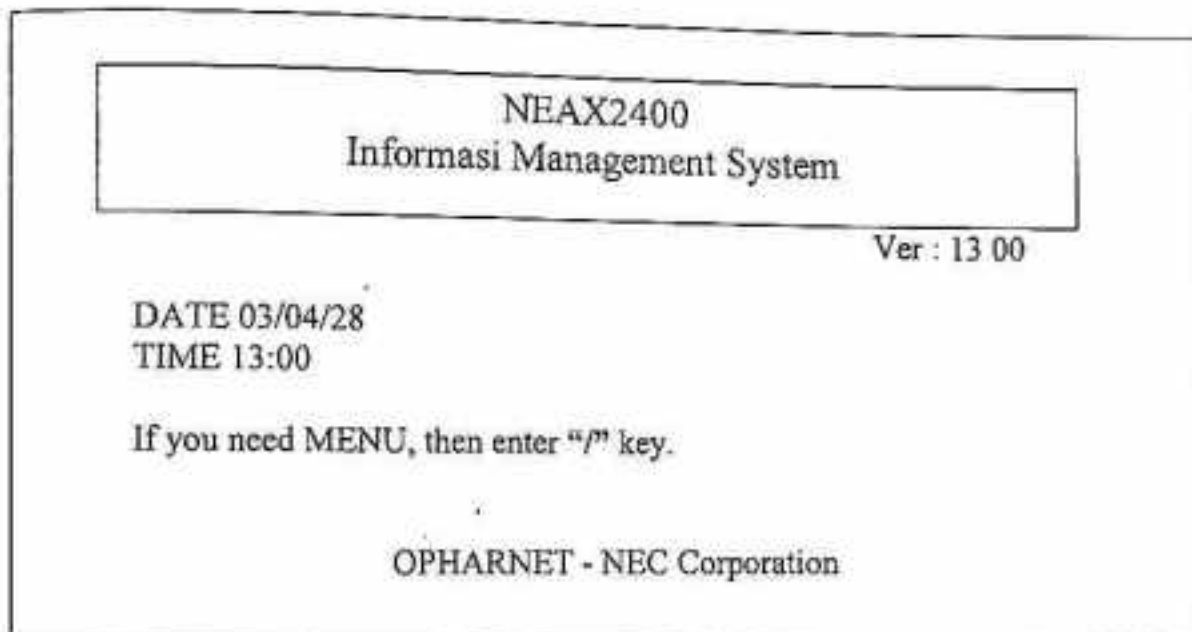 NEAX2400
Informasi Management System
Ver : 13 00
DATE 03/04/28
TIME 13:00
If you need MENU, then enter “/” key.
OPHARNET - NEC Corporation